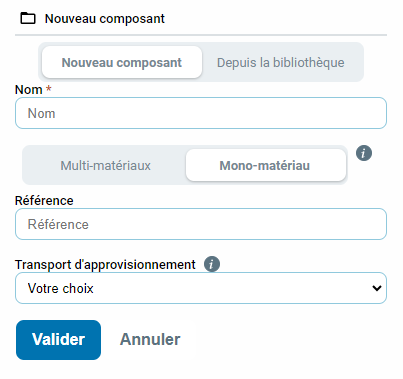 Nouveau composant
Nouveau composant Depuis la bibliothèque
Nom *
Nom
Multi-matériaux Mono-matériau i
Référence
Référence
Transport d'approvisionnement i
Votre choix
Valider Annuler